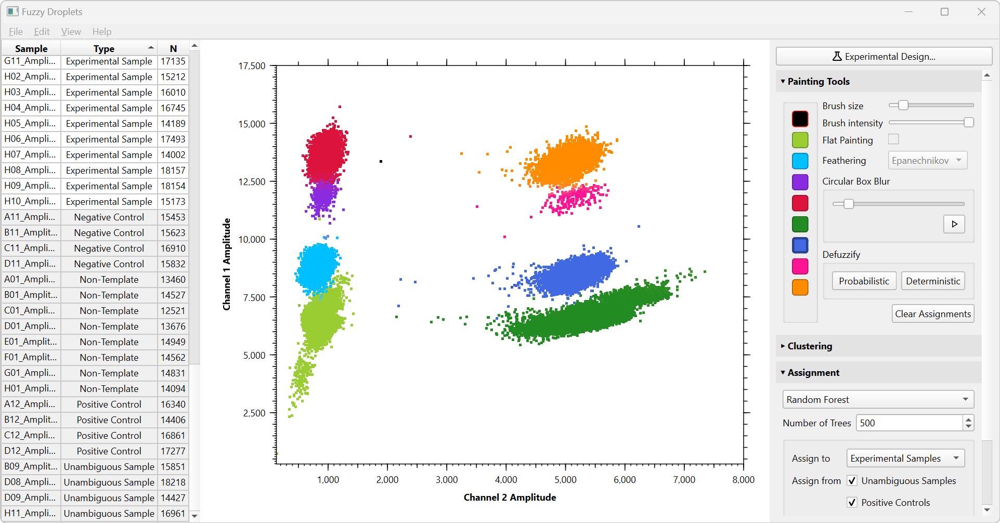 Fuzzy Droplets
File Edit View Help
Sample Type N
G11_Ampli... Experimental Sample 17135
H02_Ampli... Experimental Sample 15212
H03_Ampli... Experimental Sample 16010
H04_Ampli... Experimental Sample 16745
H05_Ampli... Experimental Sample 14189
H06_Ampli... Experimental Sample 17493
H07_Ampli... Experimental Sample 14002
H08_Ampli... Experimental Sample 18157
H09_Ampli... Experimental Sample 18154
H10_Ampli... Experimental Sample 15173
A11_Ampli... Negative Control 15453
B11_Amplit... Negative Control 15623
C11_Ampli... Negative Control 16910
D11_Ampli... Negative Control 15832
A01_Ampli... Non-Template 13460
B01_Ampli... Non-Template 14527
C01_Ampli... Non-Template 12521
D01_Ampli... Non-Template 13676
E01_Amplit... Non-Template 14949
F01_Amplit... Non-Template 14562
G01_Ampli... Non-Template 14831
H01_Ampli... Non-Template 14094
A12_Ampli... Positive Control 16340
B12_Amplit... Positive Control 14406
C12_Ampli... Positive Control 16861
D12_Ampli... Positive Control 17277
B09_Amplit... Unambiguous Sample 15851
D08_Ampli... Unambiguous Sample 18218
D09_Ampli... Unambiguous Sample 14427
H11_Ampli... Unambiguous Sample 16961
Channel 1 Amplitude
17,500
15,000
12,500
10,000
7,500
5,000
2,500
1,000 2,000 3,000 4,000 5,000 6,000 7,000 8,000
Channel 2 Amplitude
Experimental Design...
Painting Tools
Brush size
Brush intensity
Flat Painting
Feathering Epanechnikov
Circular Box Blur
Defuzzify
Probabilistic Deterministic
Clear Assignments
Clustering
Assignment
Random Forest
Number of Trees 500
Assign to Experimental Samples
Assign from Unambiguous Samples
Positive Controls